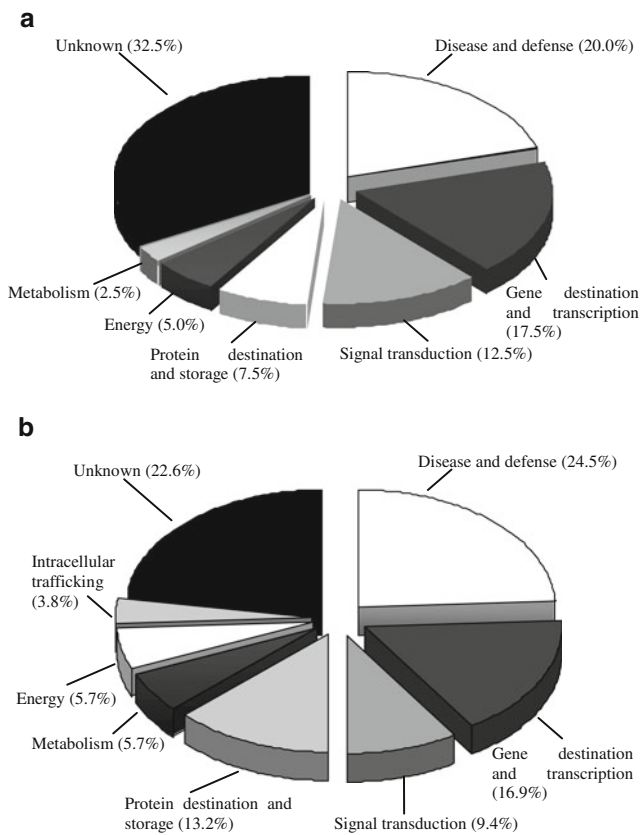 a
Unknown (32.5%)
Disease and defense (20.0%)
Metabolism (2.5%)
Energy (5.0%)
Protein destination
and storage (7.5%)
Signal transduction (12.5%)
Gene destination
and transcription
(17.5%)
b
Unknown (22.6%)
Disease and defense (24.5%)
Intracellular
trafficking
(3.8%)
Energy (5.7%)
Metabolism (5.7%)
Protein destination and
storage (13.2%)
Signal transduction (9.4%)
Gene destination
and transcription
(16.9%)